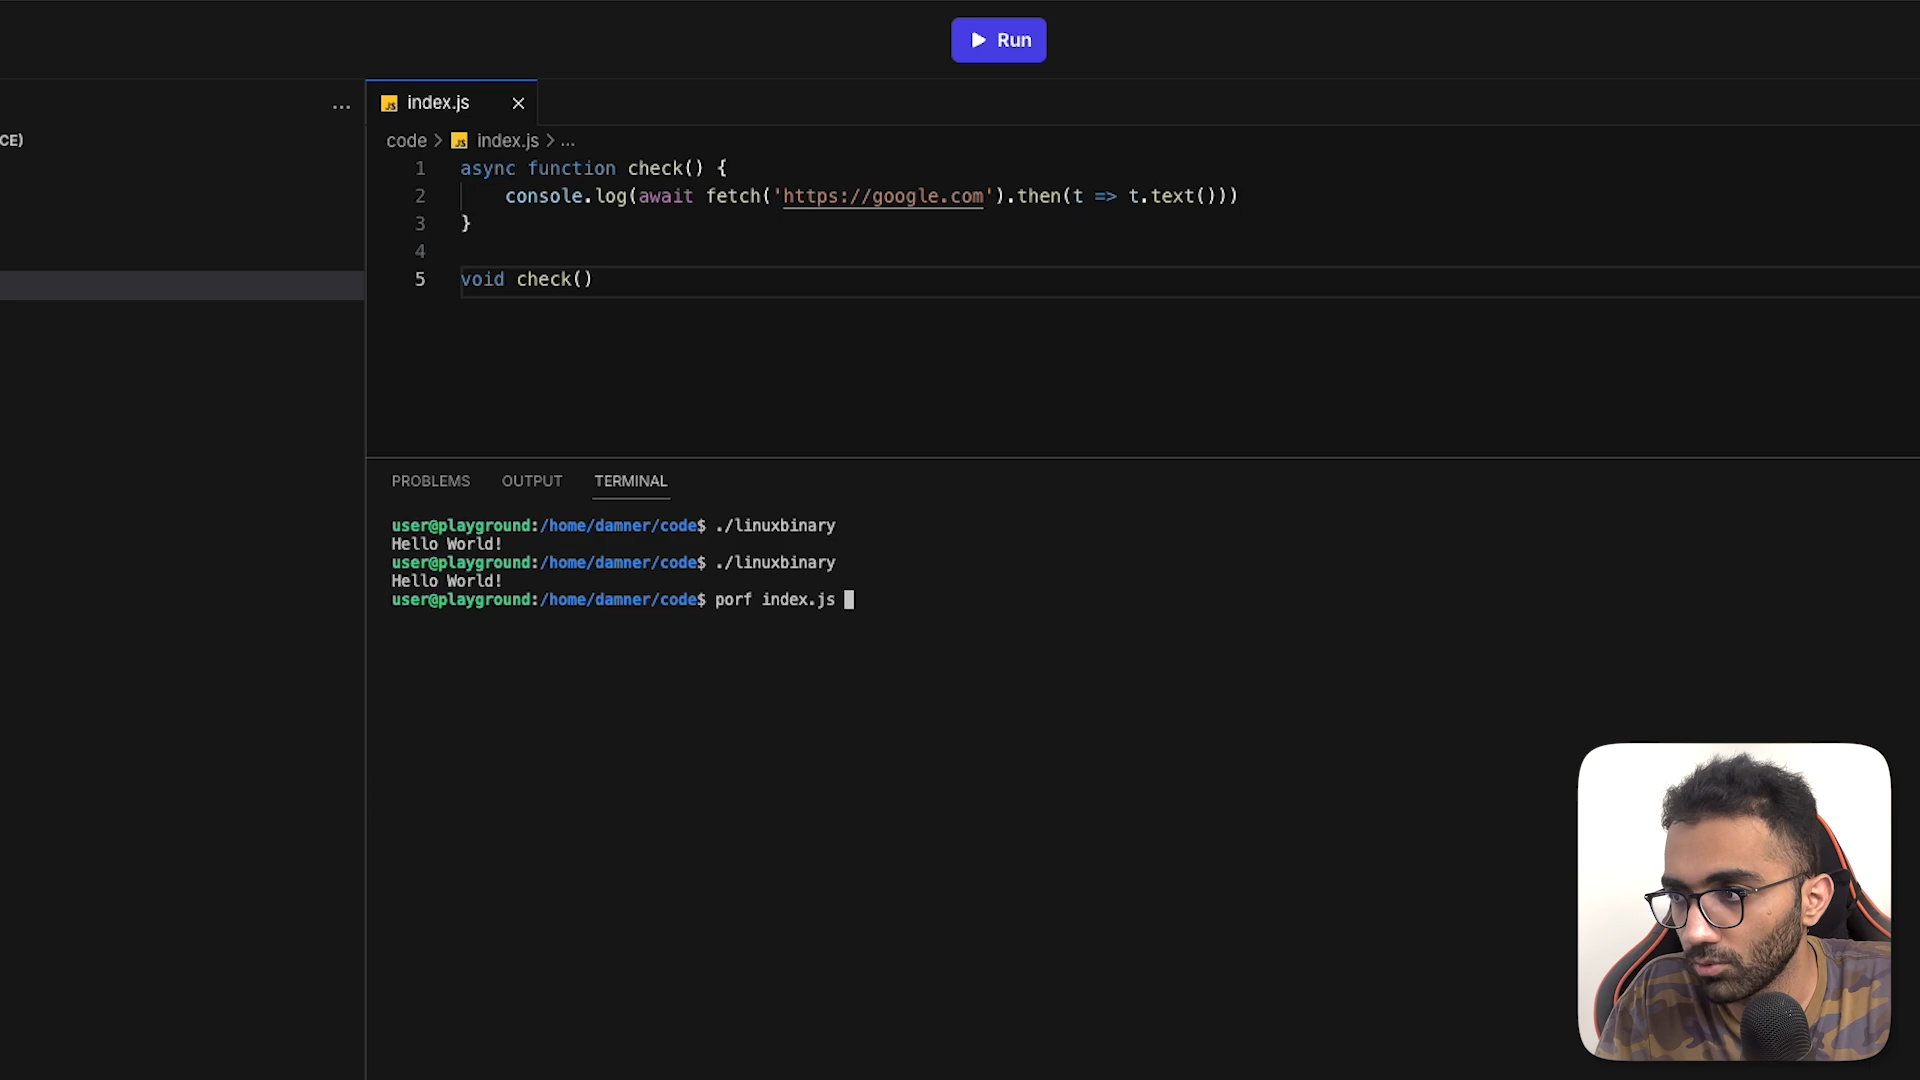 Run
... JS index.js ×
CE)
code > JS index.js > ...
1 async function check() {
2 console.log(await fetch('https://google.com').then(t => t.text()))
3 }
4
5 void check()
PROBLEMS OUTPUT TERMINAL
user@playground:/home/damner/code$ ./linuxbinary
Hello World!
user@playground:/home/damner/code$ ./linuxbinary
Hello World!
user@playground:/home/damner/code$ porf index.js